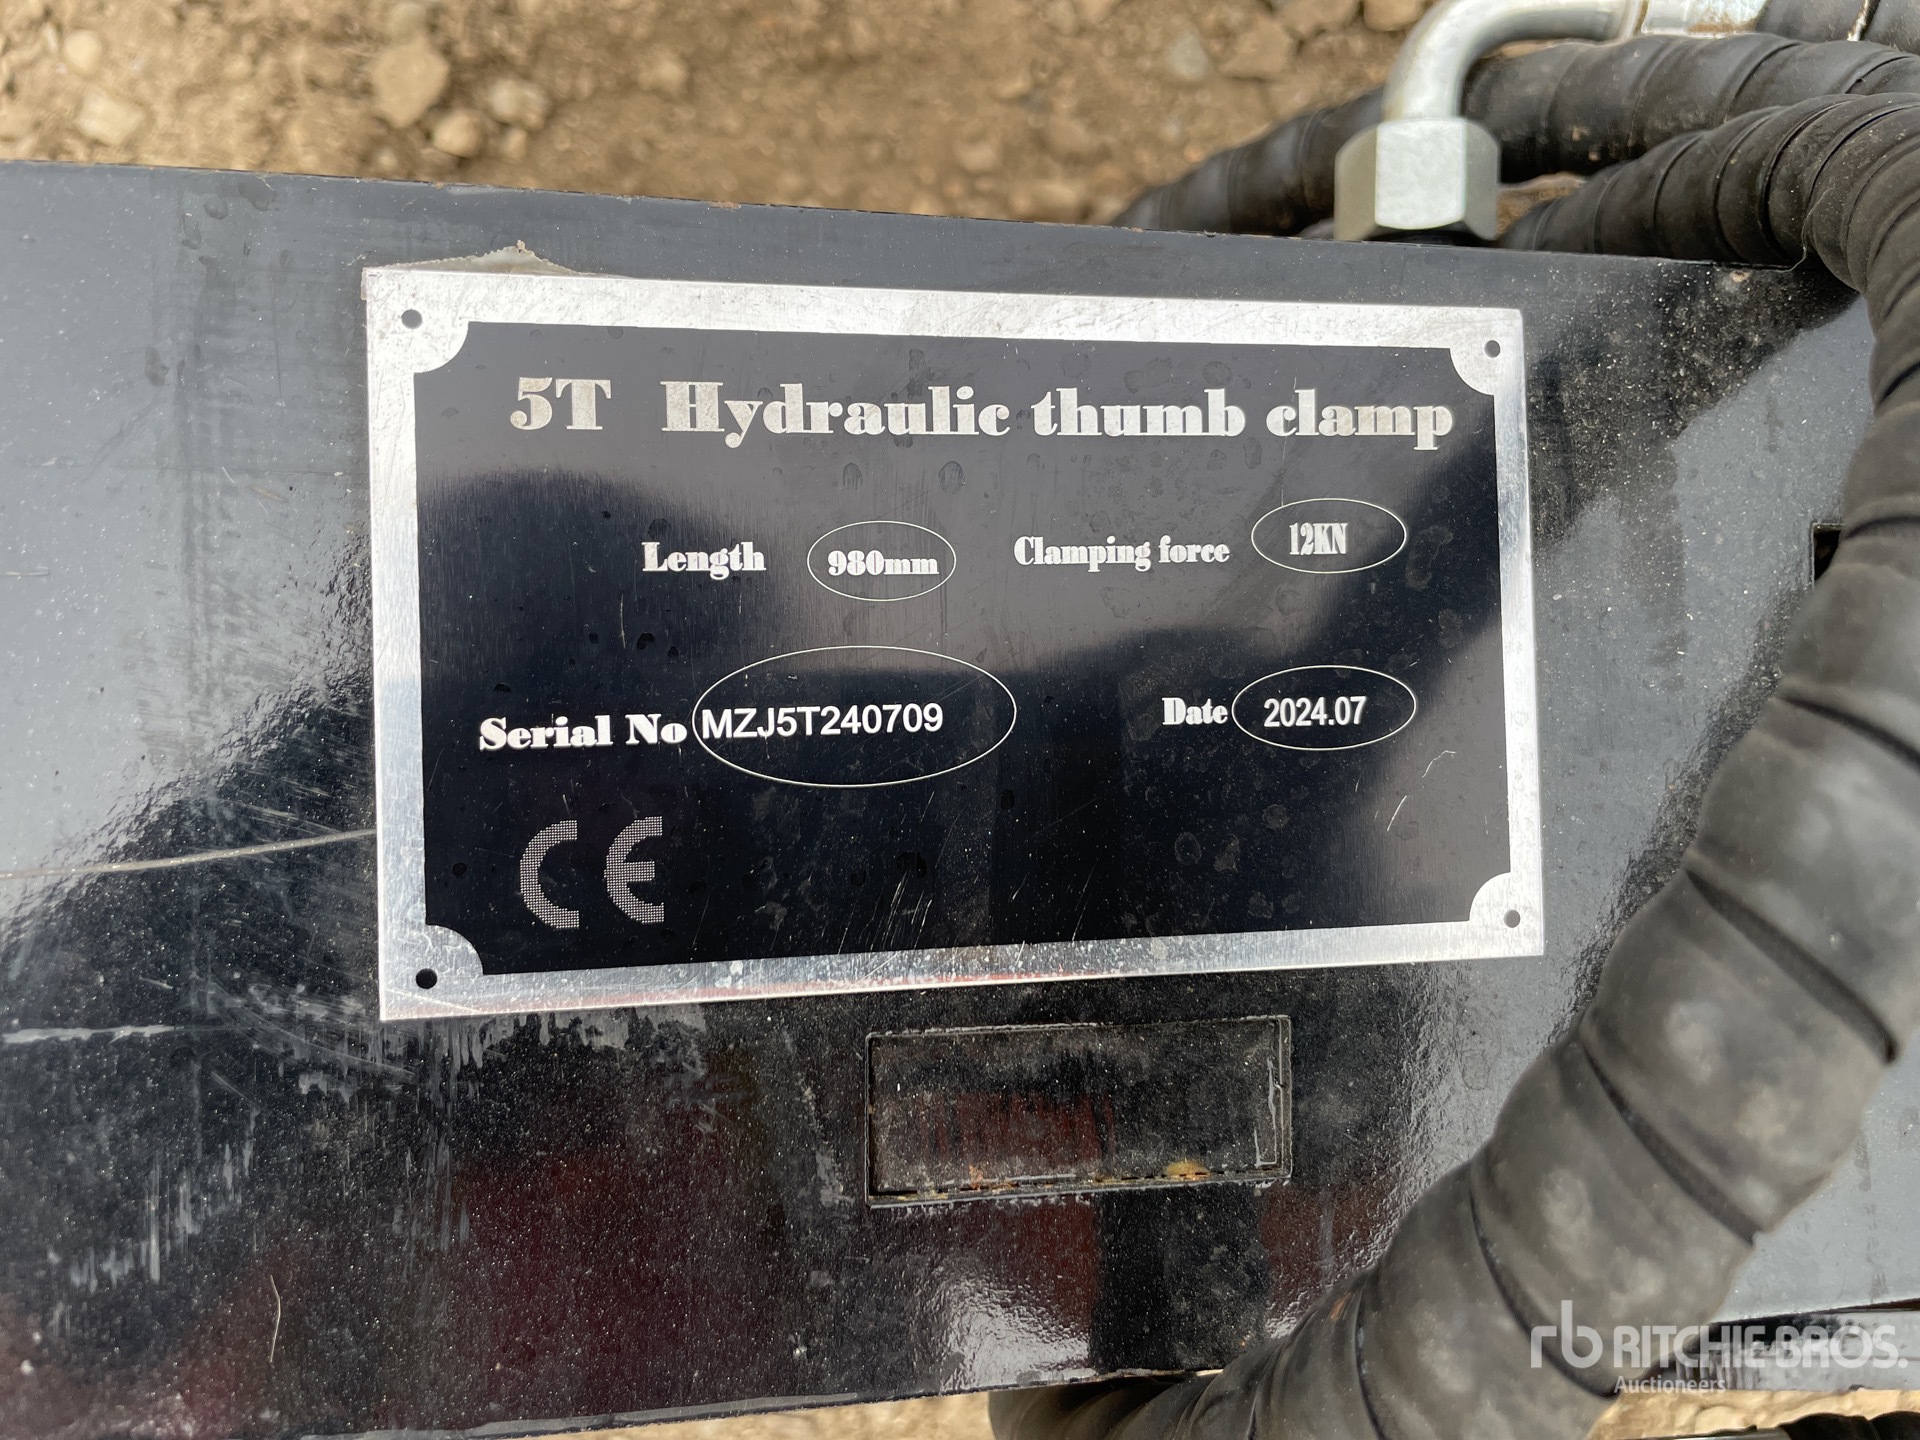 5T Hydraulic thumb clamp
Length 980mm Clamping force 12KN
Serial No MZJ5T240709 Date 2024.07
CE
rb RITCHIE BROS.
Auctioneers